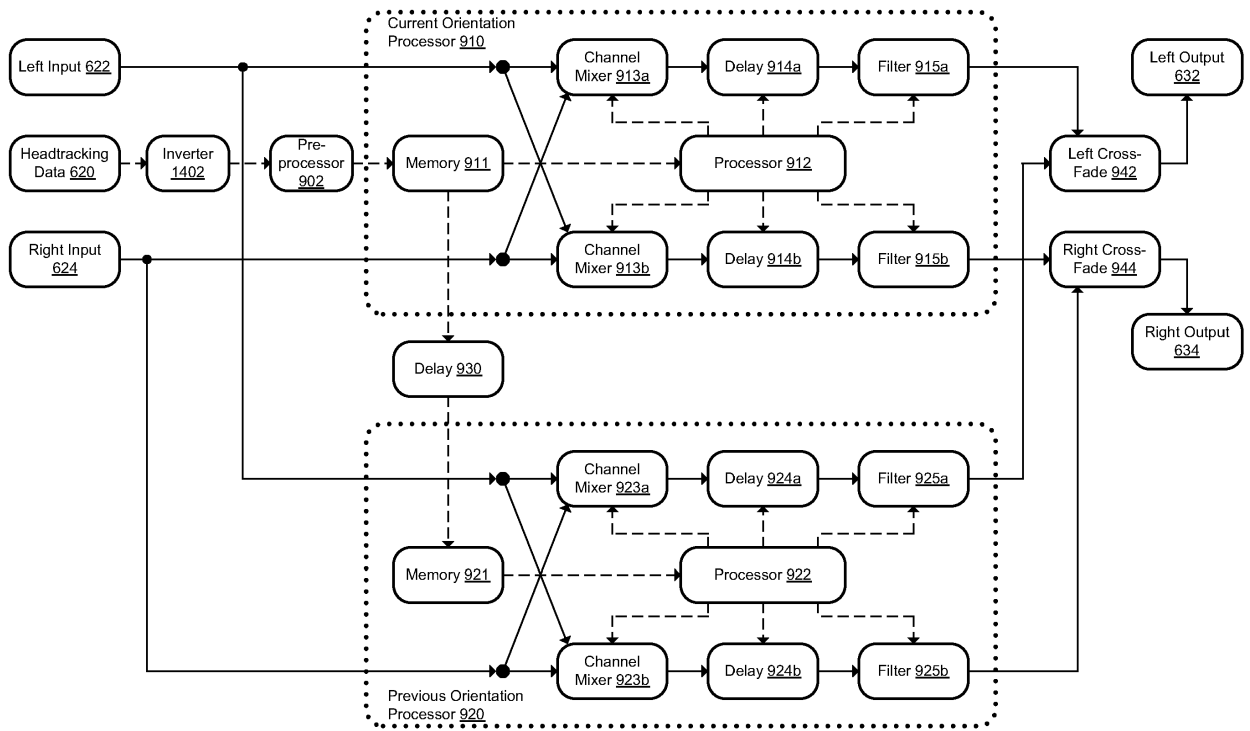 Current Orientation
Processor 910
Left Input 622
Channel
Mixer 913a
Delay 914a
Filter 915a
Left Output
632
Headtracking
Data 620
Inverter
1402
Pre-
processor
902
Memory 911
Processor 912
Left Cross-
Fade 942
Right Input
624
Channel
Mixer 913b
Delay 914b
Filter 915b
Right Cross-
Fade 944
Right Output
634
Delay 930
Channel
Mixer 923a
Delay 924a
Filter 925a
Memory 921
Processor 922
Channel
Mixer 923b
Delay 924b
Filter 925b
Previous Orientation
Processor 920